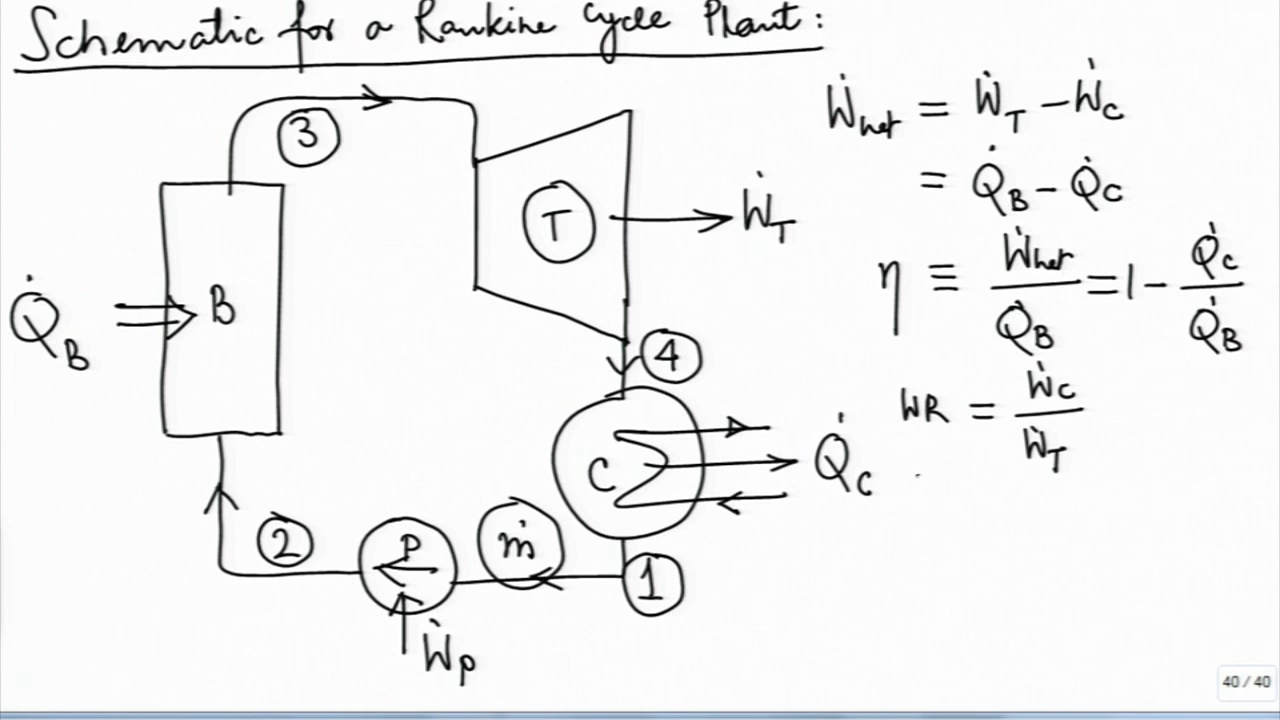 Schematic for a Rankine Cycle Plant :
Ẇnet = ẆT − ẆC
= Q̇B − Q̇C
η ≡ Ẇnet / Q̇B ≡ 1 − Q̇C / Q̇B
WR = ẆC / ẆT
3
T
ẆT
Q̇B
B
4
C
Q̇C
2
P
ṁ
1
Ẇp
40 / 40